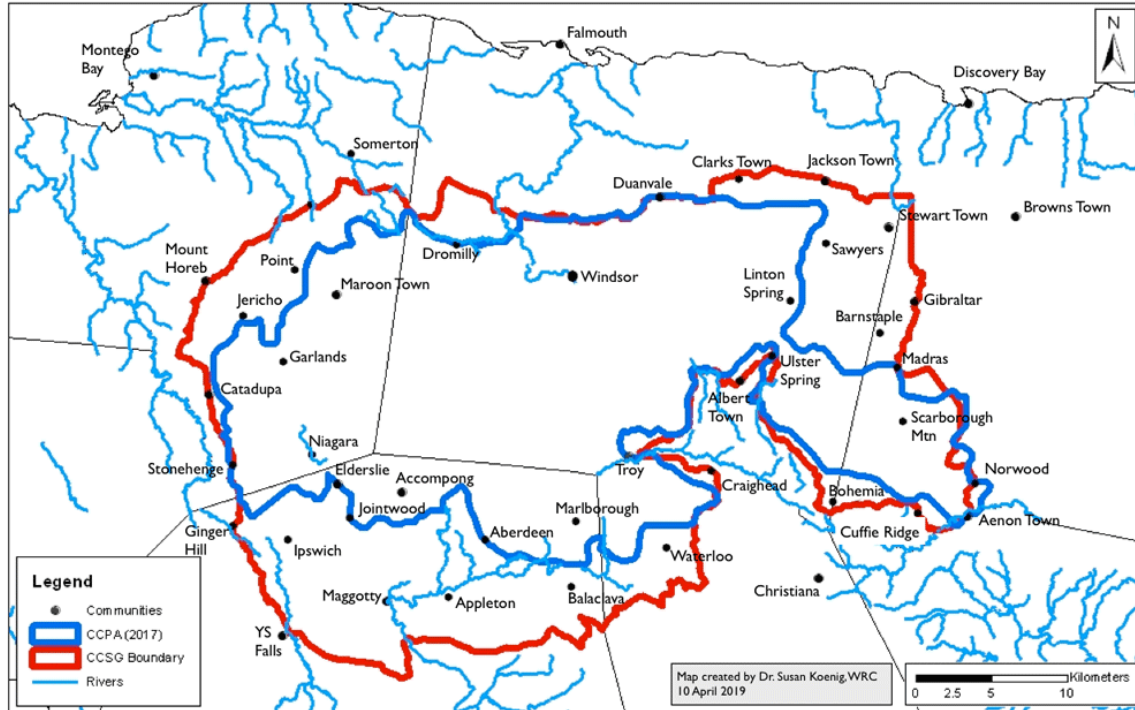 N
Falmouth
Montego
Bay
Discovery Bay
Somerton
Clarks Town
Jackson Town
Duanvale
Browns Town
Stewart Town
Sawyers
Dromilly
Mount
Horeb
Point
Windsor
Maroon Town
Linton
Spring
Gibraltar
Jericho
Barnstaple
Garlands
Ulster
Spring
Madras
Catadupa
Albert
Town
Scarborough
Mtn
Niagara
Stonehenge
Elderslie
Accompong
Troy
Craighead
Norwood
Bohemia
Jointwood
Marlborough
Cuffie Ridge
Aenon Town
Ginger
Hill
Ipswich
Aberdeen
Waterloo
Christiana
Maggotty
Appleton
Balaclava
YS
Falls
Legend
Communities
CCPA (2017)
CCSG Boundary
Rivers
Map created by Dr. Susan Koenig, WRC
10 April 2019
Kilometers
0 2.5 5 10